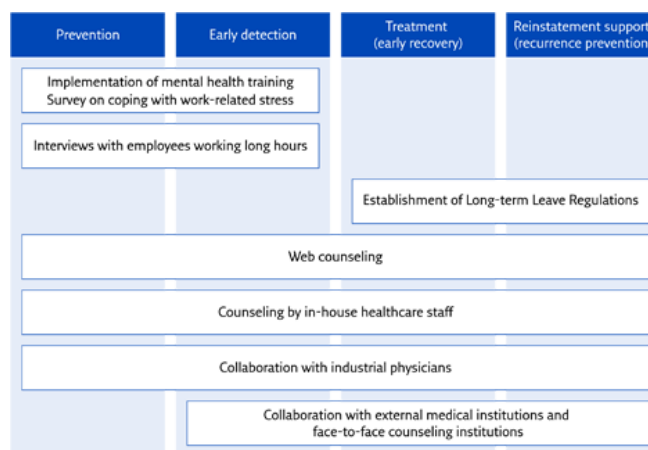 Prevention
Early detection
Treatment
(early recovery)
Reinstatement support
(recurrence prevention
Implementation of mental health training
Survey on coping with work-related stress
Interviews with employees working long hours
Establishment of Long-term Leave Regulations
Web counseling
Counseling by in-house healthcare staff
Collaboration with industrial physicians
Collaboration with external medical institutions and
face-to-face counseling institutions